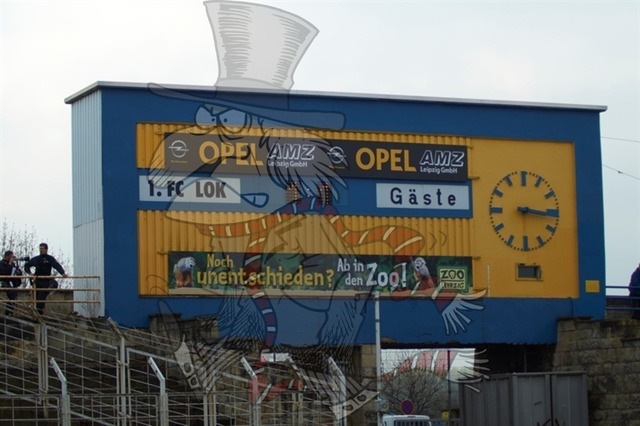 OPEL AMZ OPEL AMZ
Leipzig GmbH Leipzig GmbH
1. FC LOK Gäste
Noch unentschieden? Ab in den Zoo!
ZOO
LEIPZIG